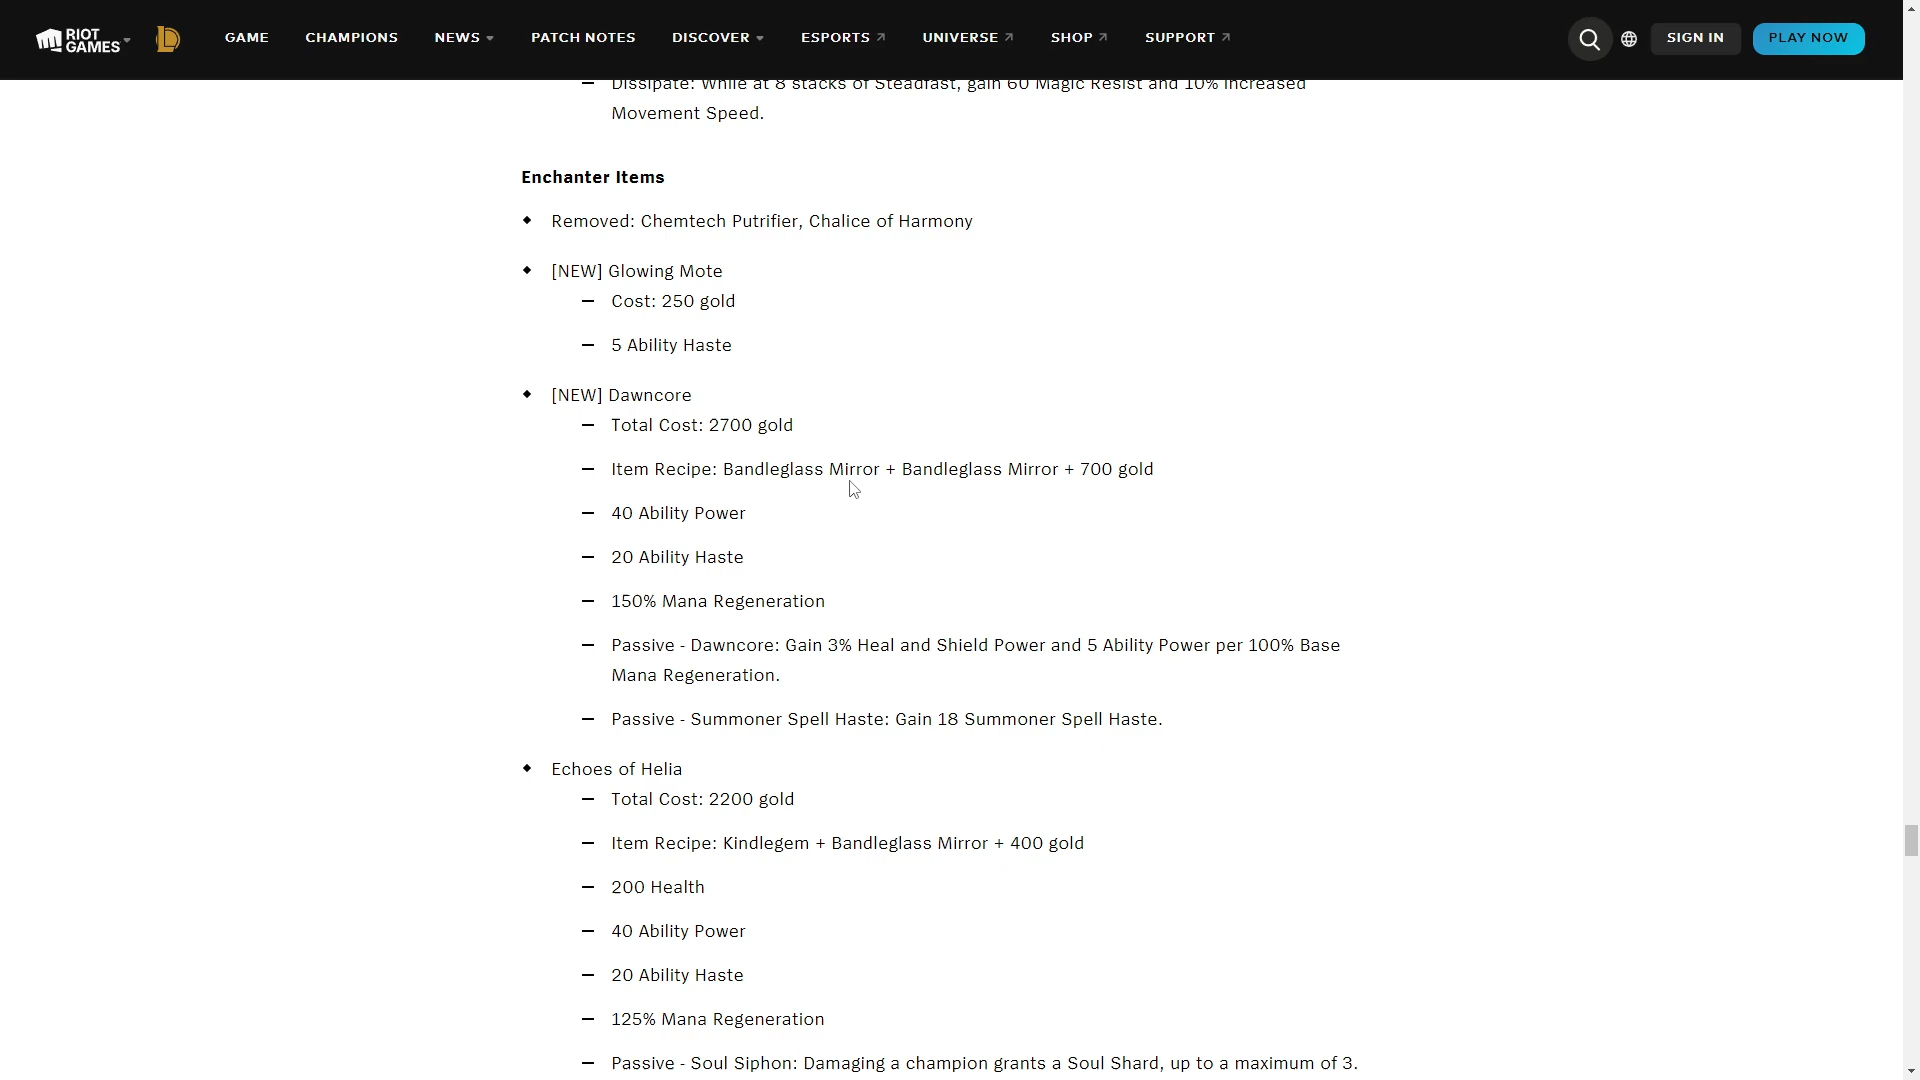 RIOT
GAMES
GAME CHAMPIONS NEWS PATCH NOTES DISCOVER ESPORTS UNIVERSE SHOP SUPPORT SIGN IN PLAY NOW
Dissipate: While at 8 stacks of Steadfast, gain 60 Magic Resist and 10% increased
Movement Speed.
Enchanter Items
Removed: Chemtech Putrifier, Chalice of Harmony
[NEW] Glowing Mote
Cost: 250 gold
5 Ability Haste
[NEW] Dawncore
Total Cost: 2700 gold
Item Recipe: Bandleglass Mirror + Bandleglass Mirror + 700 gold
40 Ability Power
20 Ability Haste
150% Mana Regeneration
Passive - Dawncore: Gain 3% Heal and Shield Power and 5 Ability Power per 100% Base
Mana Regeneration.
Passive - Summoner Spell Haste: Gain 18 Summoner Spell Haste.
Echoes of Helia
Total Cost: 2200 gold
Item Recipe: Kindlegem + Bandleglass Mirror + 400 gold
200 Health
40 Ability Power
20 Ability Haste
125% Mana Regeneration
Passive - Soul Siphon: Damaging a champion grants a Soul Shard, up to a maximum of 3.